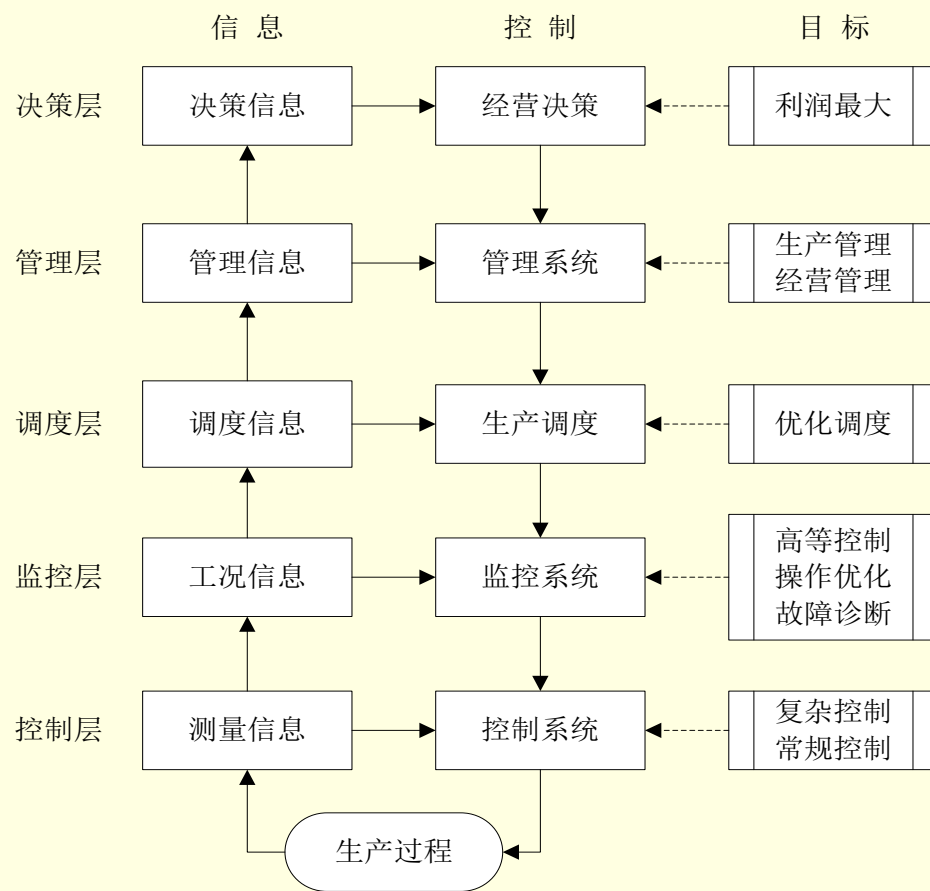 信 息 控 制 目 标
决策层 决策信息 经营决策 利润最大
管理层 管理信息 管理系统 生产管理
经营管理
调度层 调度信息 生产调度 优化调度
监控层 工况信息 监控系统 高等控制
操作优化
故障诊断
控制层 测量信息 控制系统 复杂控制
常规控制
生产过程